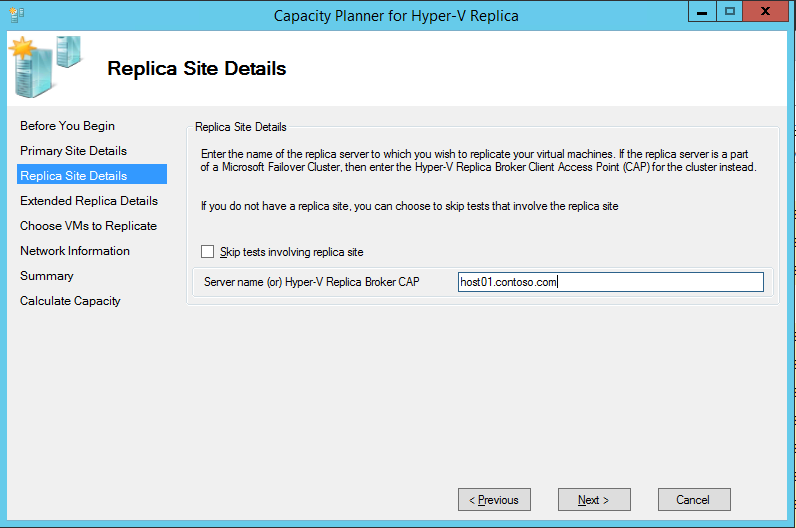 Capacity Planner for Hyper-V Replica
Replica Site Details
Before You Begin
Primary Site Details
Replica Site Details
Extended Replica Details
Choose VMs to Replicate
Network Information
Summary
Calculate Capacity
Replica Site Details
Enter the name of the replica server to which you wish to replicate your virtual machines. If the replica server is a part
of a Microsoft Failover Cluster, then enter the Hyper-V Replica Broker Client Access Point (CAP) for the cluster instead.
If you do not have a replica site, you can choose to skip tests that involve the replica site
Skip tests involving replica site
Server name (or) Hyper-V Replica Broker CAP
host01.contoso.com
< Previous
Next >
Cancel